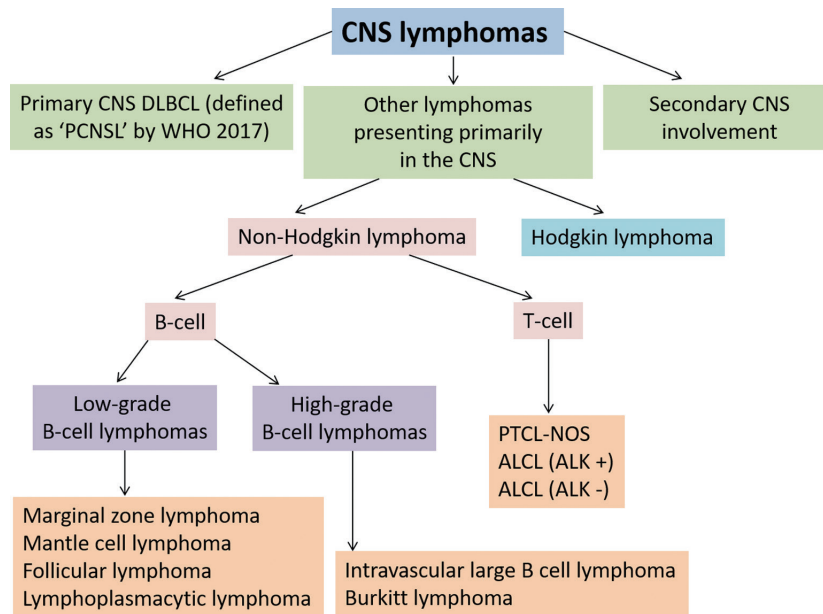 CNS lymphomas
Primary CNS DLBCL (defined
as ‘PCNSL’ by WHO 2017)
Other lymphomas
presenting primarily
in the CNS
Secondary CNS
involvement
Non-Hodgkin lymphoma
Hodgkin lymphoma
B-cell
T-cell
Low-grade
B-cell lymphomas
High-grade
B-cell lymphomas
PTCL-NOS
ALCL (ALK +)
ALCL (ALK -)
Marginal zone lymphoma
Mantle cell lymphoma
Follicular lymphoma
Lymphoplasmacytic lymphoma
Intravascular large B cell lymphoma
Burkitt lymphoma